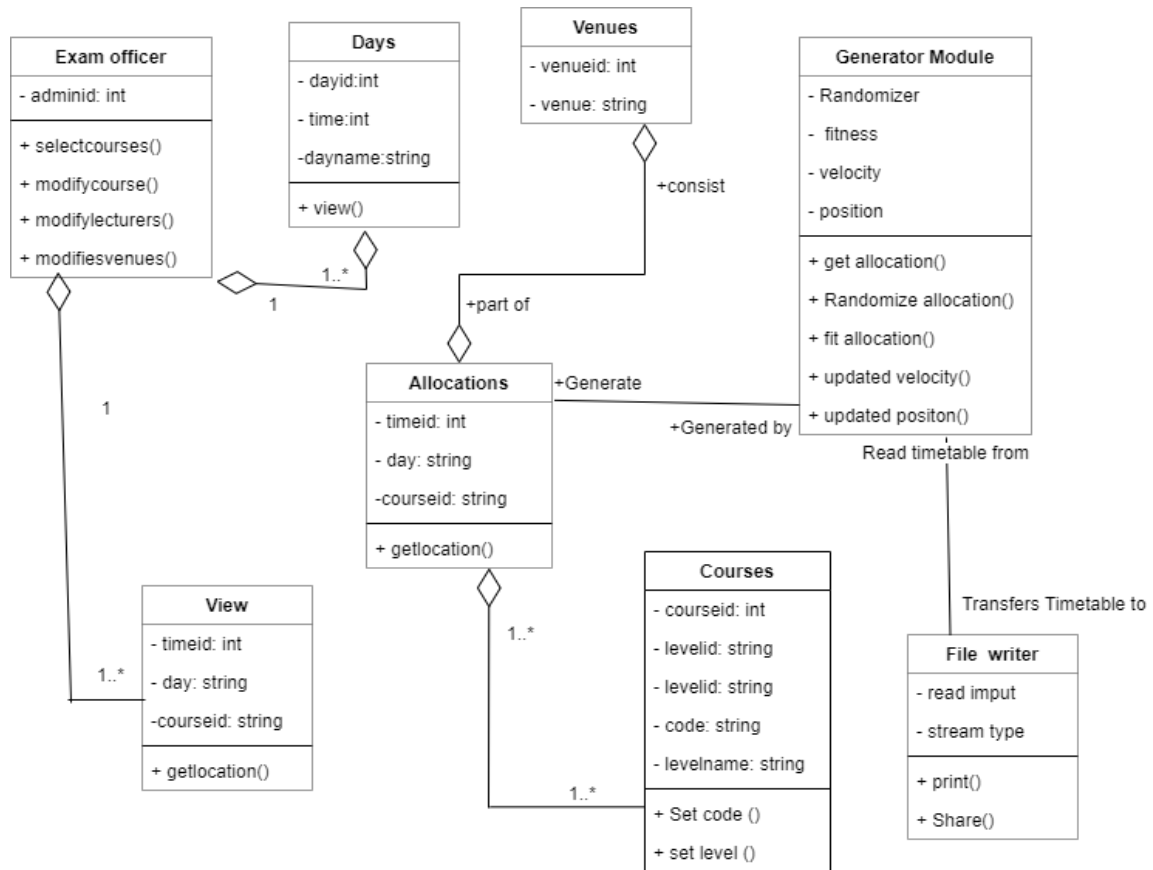 Exam officer
- adminid: int
+ selectcourses()
+ modifycourse()
+ modifylecturers()
+ modifiesvenues()
Days
- dayid:int
- time:int
-dayname:string
+ view()
Venues
- venueid: int
- venue: string
Generator Module
- Randomizer
- fitness
- velocity
- position
+ get allocation()
+ Randomize allocation()
+ fit allocation()
+ updated velocity()
+ updated positon()
+consist
1..*
1
+part of
1
Allocations
- timeid: int
- day: string
-courseid: string
+ getlocation()
+Generate
+Generated by
Read timetable from
Transfers Timetable to
1..*
1..*
1..*
View
- timeid: int
- day: string
-courseid: string
+ getlocation()
Courses
- courseid: int
- levelid: string
- levelid: string
- code: string
- levelname: string
+ Set code ()
+ set level ()
File writer
- read imput
- stream type
+ print()
+ Share()